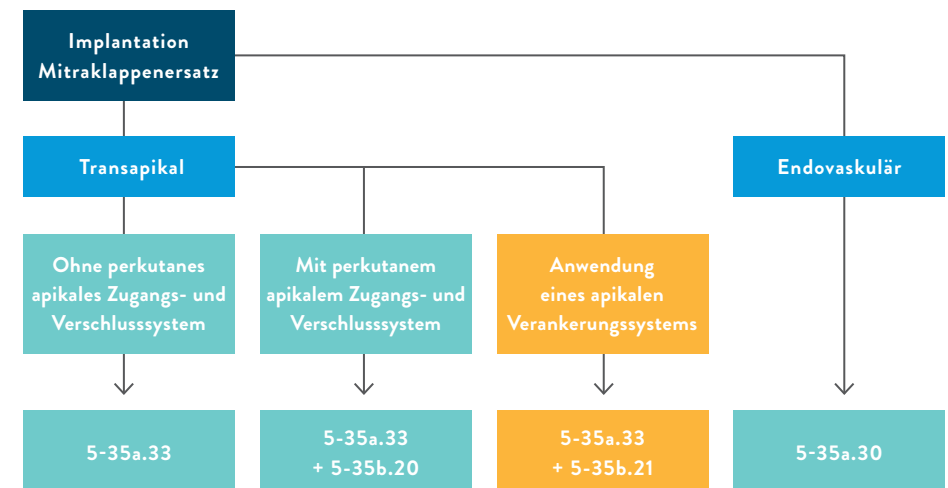 Implantation
Mitraklappenersatz
Transapikal
Endovaskulär
Ohne perkutanes
apikales Zugangs- und
Verschlusssystem
Mit perkutanem
apikalem Zugangs- und
Verschlusssystem
Anwendung
eines apikalen
Verankerungssystems
5-35a.33
5-35a.33
+ 5-35b.20
5-35a.33
+ 5-35b.21
5-35a.30